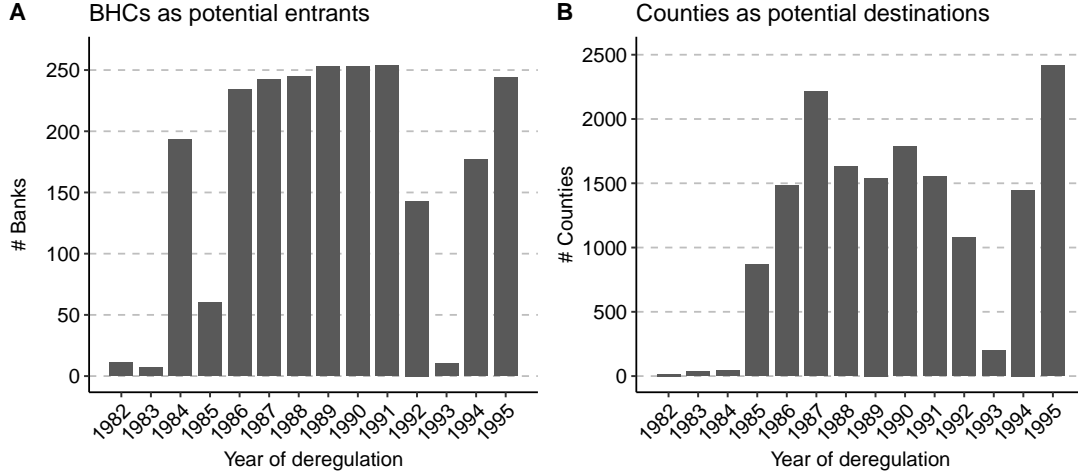 A BHCs as potential entrants
# Banks
250
200
150
100
50
0
1982 1983 1984 1985 1986 1987 1988 1989 1990 1991 1992 1993 1994 1995
Year of deregulation
B Counties as potential destinations
# Counties
2500
2000
1500
1000
500
0
1982 1983 1984 1985 1986 1987 1988 1989 1990 1991 1992 1993 1994 1995
Year of deregulation